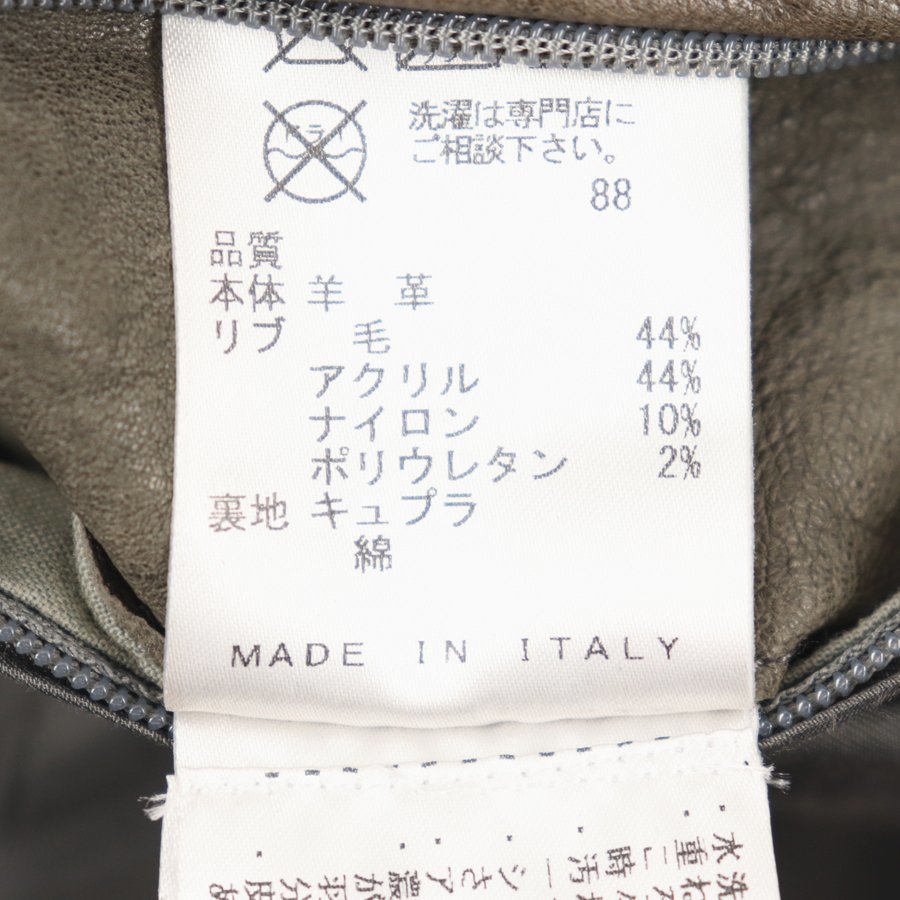 洗濯は専門店に
ご相談下さい。
88
品質
本体 羊 革
リブ 毛 44%
アクリル 44%
ナイロン 10%
ポリウレタン 2%
裏地 キュプラ
綿
MADE IN ITALY